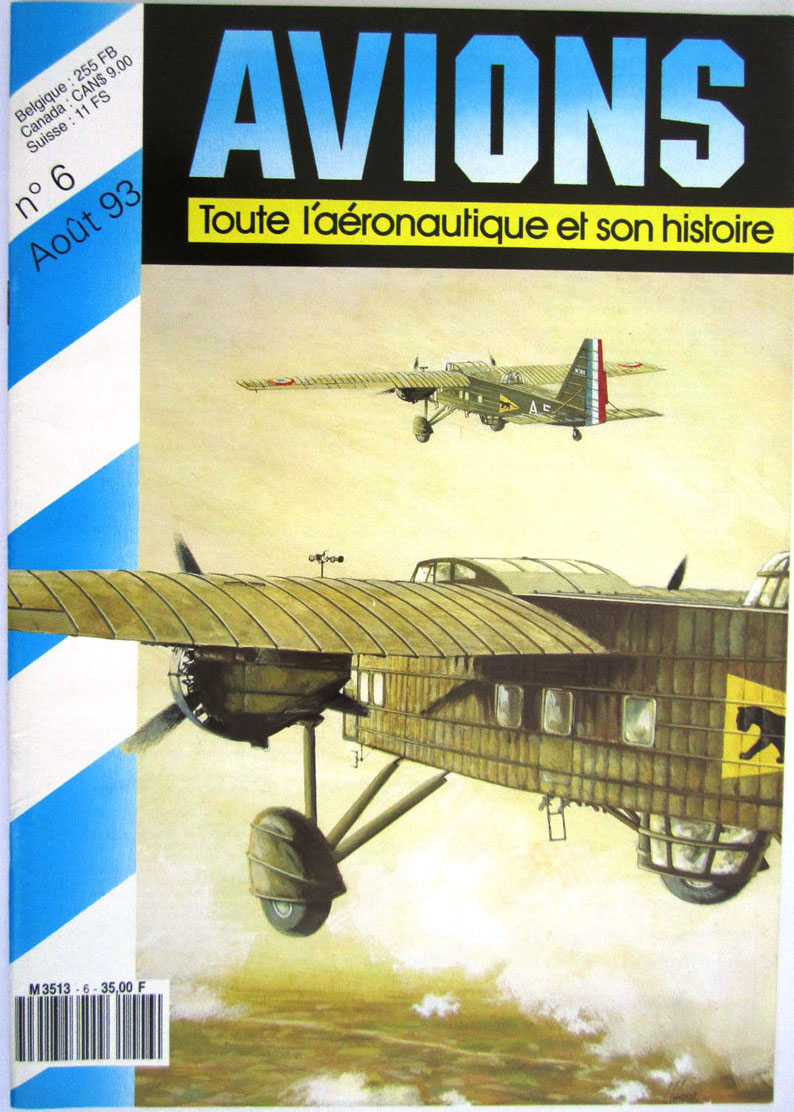 Belgique : 255 FB
Canada : CAN$ 9.00
Suisse : 11 FS
n° 6
Août 93
AVIONS
Toute l'aéronautique et son histoire
A
M 3513 - 6 - 35,00 F